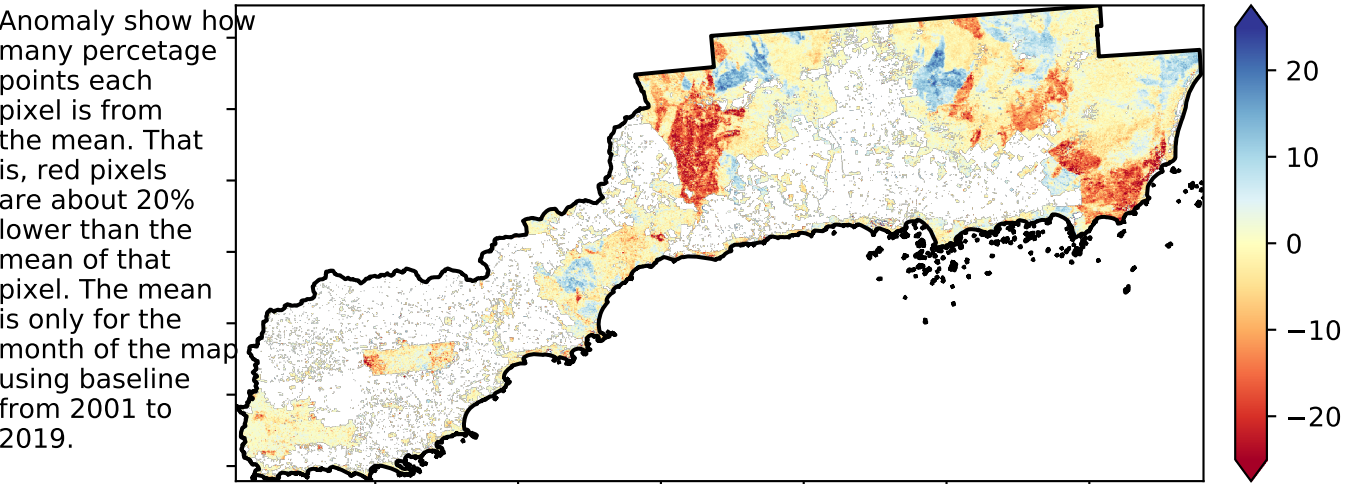 Anomaly show how
many percetage
points each
pixel is from
the mean. That
is, red pixels
are about 20%
lower than the
mean of that
pixel. The mean
is only for the
month of the map
using baseline
from 2001 to
2019.
20
10
0
−10
−20